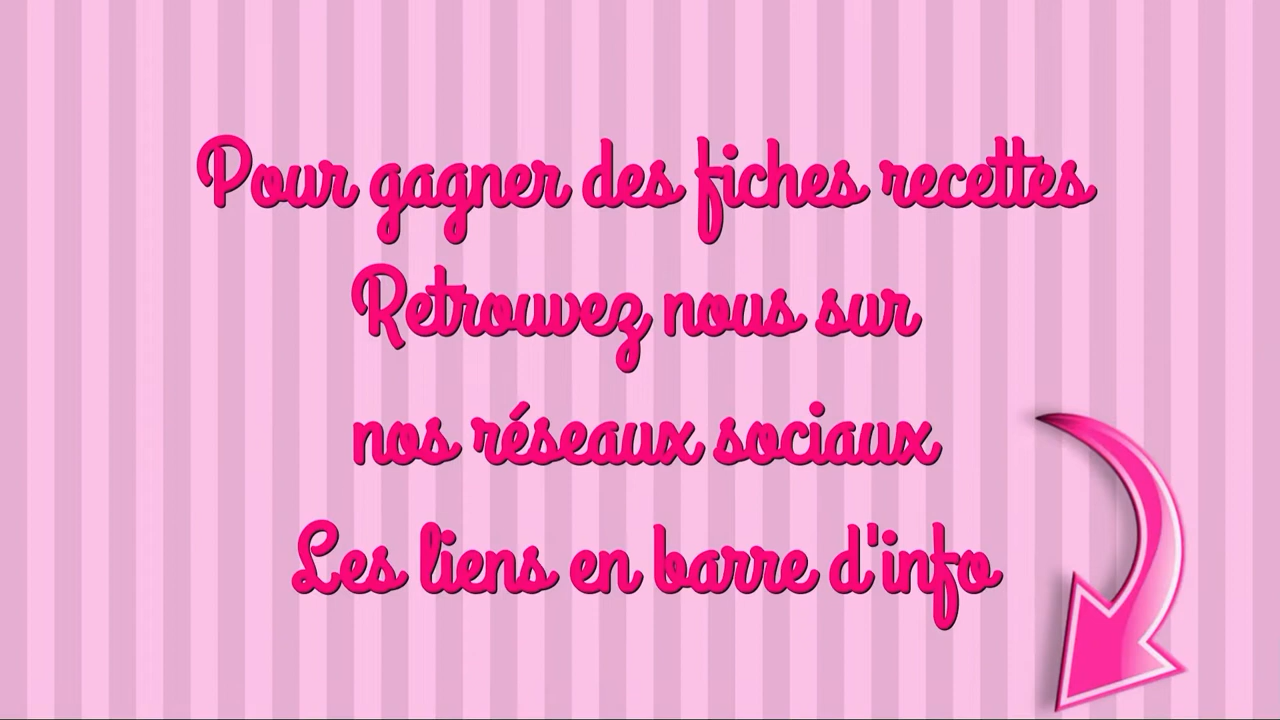 Pour gagner des fiches recettes
Retrouvez nous sur
nos réseaux sociaux
Les liens en barre d'info